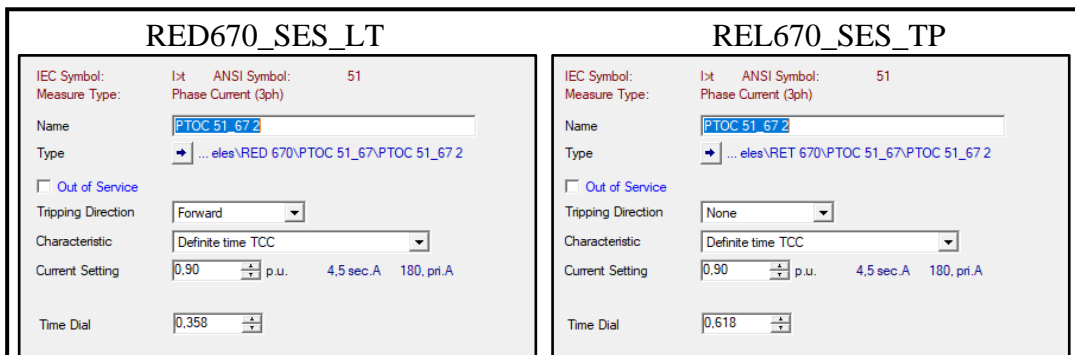 RED670_SES_LT
IEC Symbol: I>t ANSI Symbol: 51
Measure Type: Phase Current (3ph)
Name PTOC 51_67 2
Type ... eles\RED 670\PTOC 51_67\PTOC 51_67 2
Out of Service
Tripping Direction Forward
Characteristic Definite time TCC
Current Setting 0,90 p.u. 4,5 sec.A 180, pri.A
Time Dial 0,358
REL670_SES_TP
IEC Symbol: I>t ANSI Symbol: 51
Measure Type: Phase Current (3ph)
Name PTOC 51_67 2
Type ... eles\RET 670\PTOC 51_67\PTOC 51_67 2
Out of Service
Tripping Direction None
Characteristic Definite time TCC
Current Setting 0,90 p.u. 4,5 sec.A 180, pri.A
Time Dial 0,618